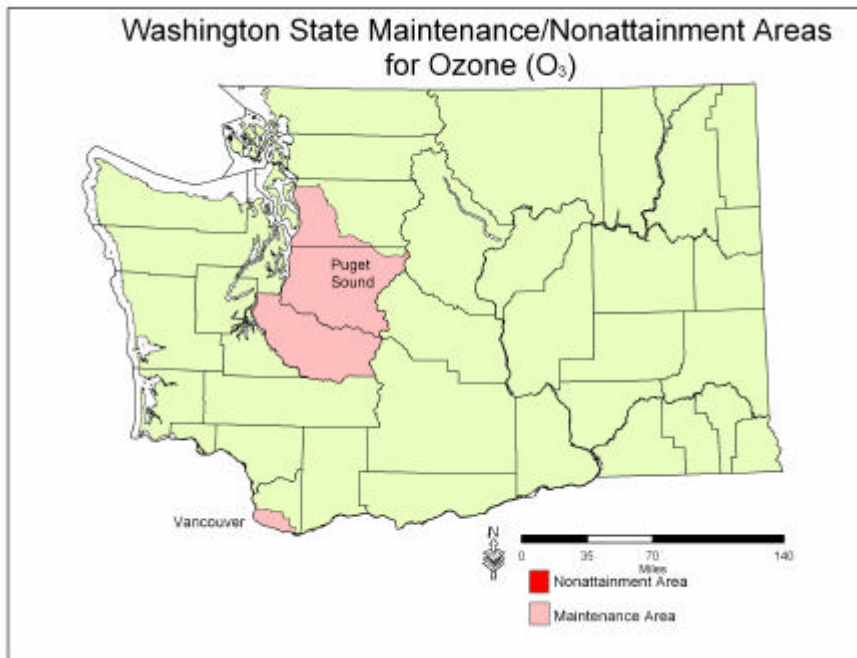 Washington State Maintenance/Nonattainment Areas
for Ozone (O₃)
Puget
Sound
Vancouver
N
0 35 70 140
Miles
Nonattainment Area
Maintenance Area